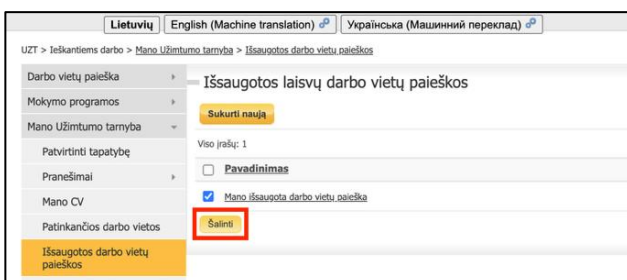 Lietuvių English (Machine translation) Українська (Машинний переклад)
UZT > Ieškantiems darbo > Mano Užimtumo tarnyba > Išsaugotos darbo vietų paieškos
Darbo vietų paieška
Mokymo programos
Mano Užimtumo tarnyba
Patvirtinti tapatybę
Pranešimai
Mano CV
Patinkančios darbo vietos
Išsaugotos darbo vietų
paieškos
Išsaugotos laisvų darbo vietų paieškos
Sukurti naują
Viso įrašų: 1
Pavadinimas
Mano išsaugota darbo vietų paieška
Šalinti